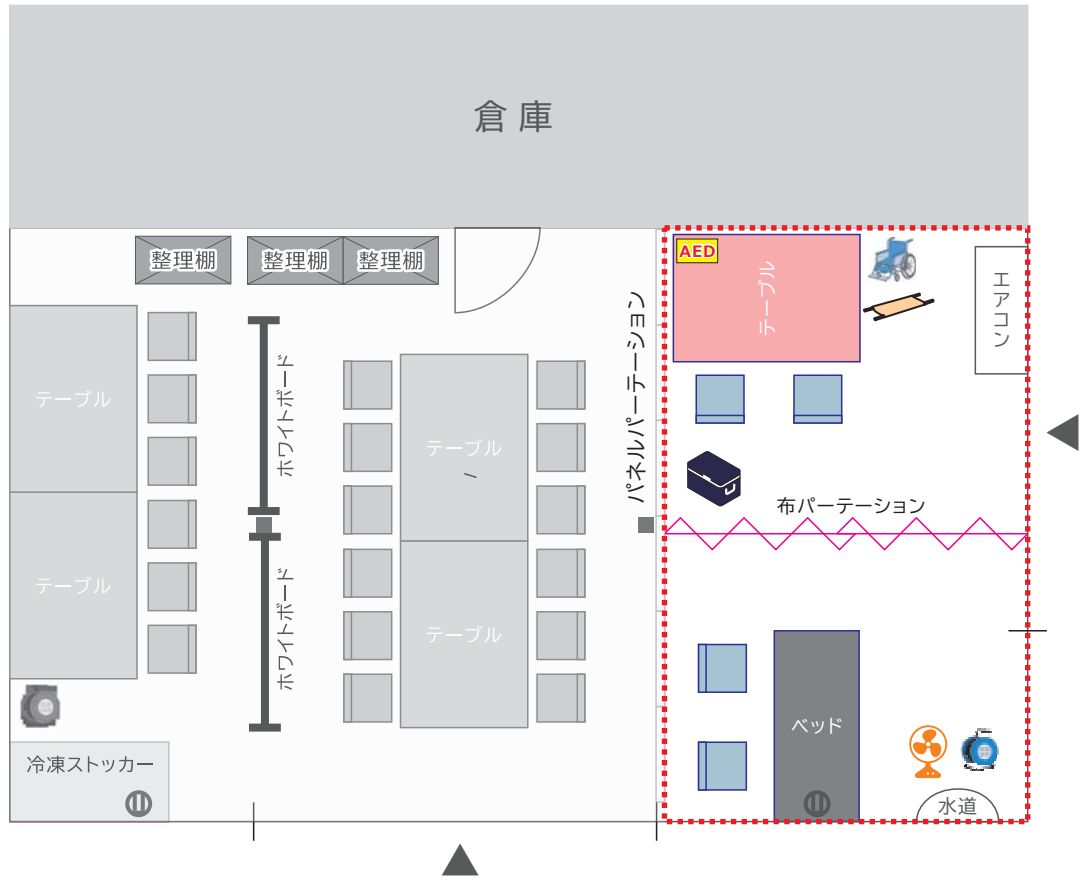 倉庫
整理棚
整理棚
整理棚
AED
テーブル
エアコン
テーブル
ホワイトボード
テーブル
パネルパーテーション
布パーテーション
テーブル
ホワイトボード
テーブル
ベッド
冷凍ストッカー
水道